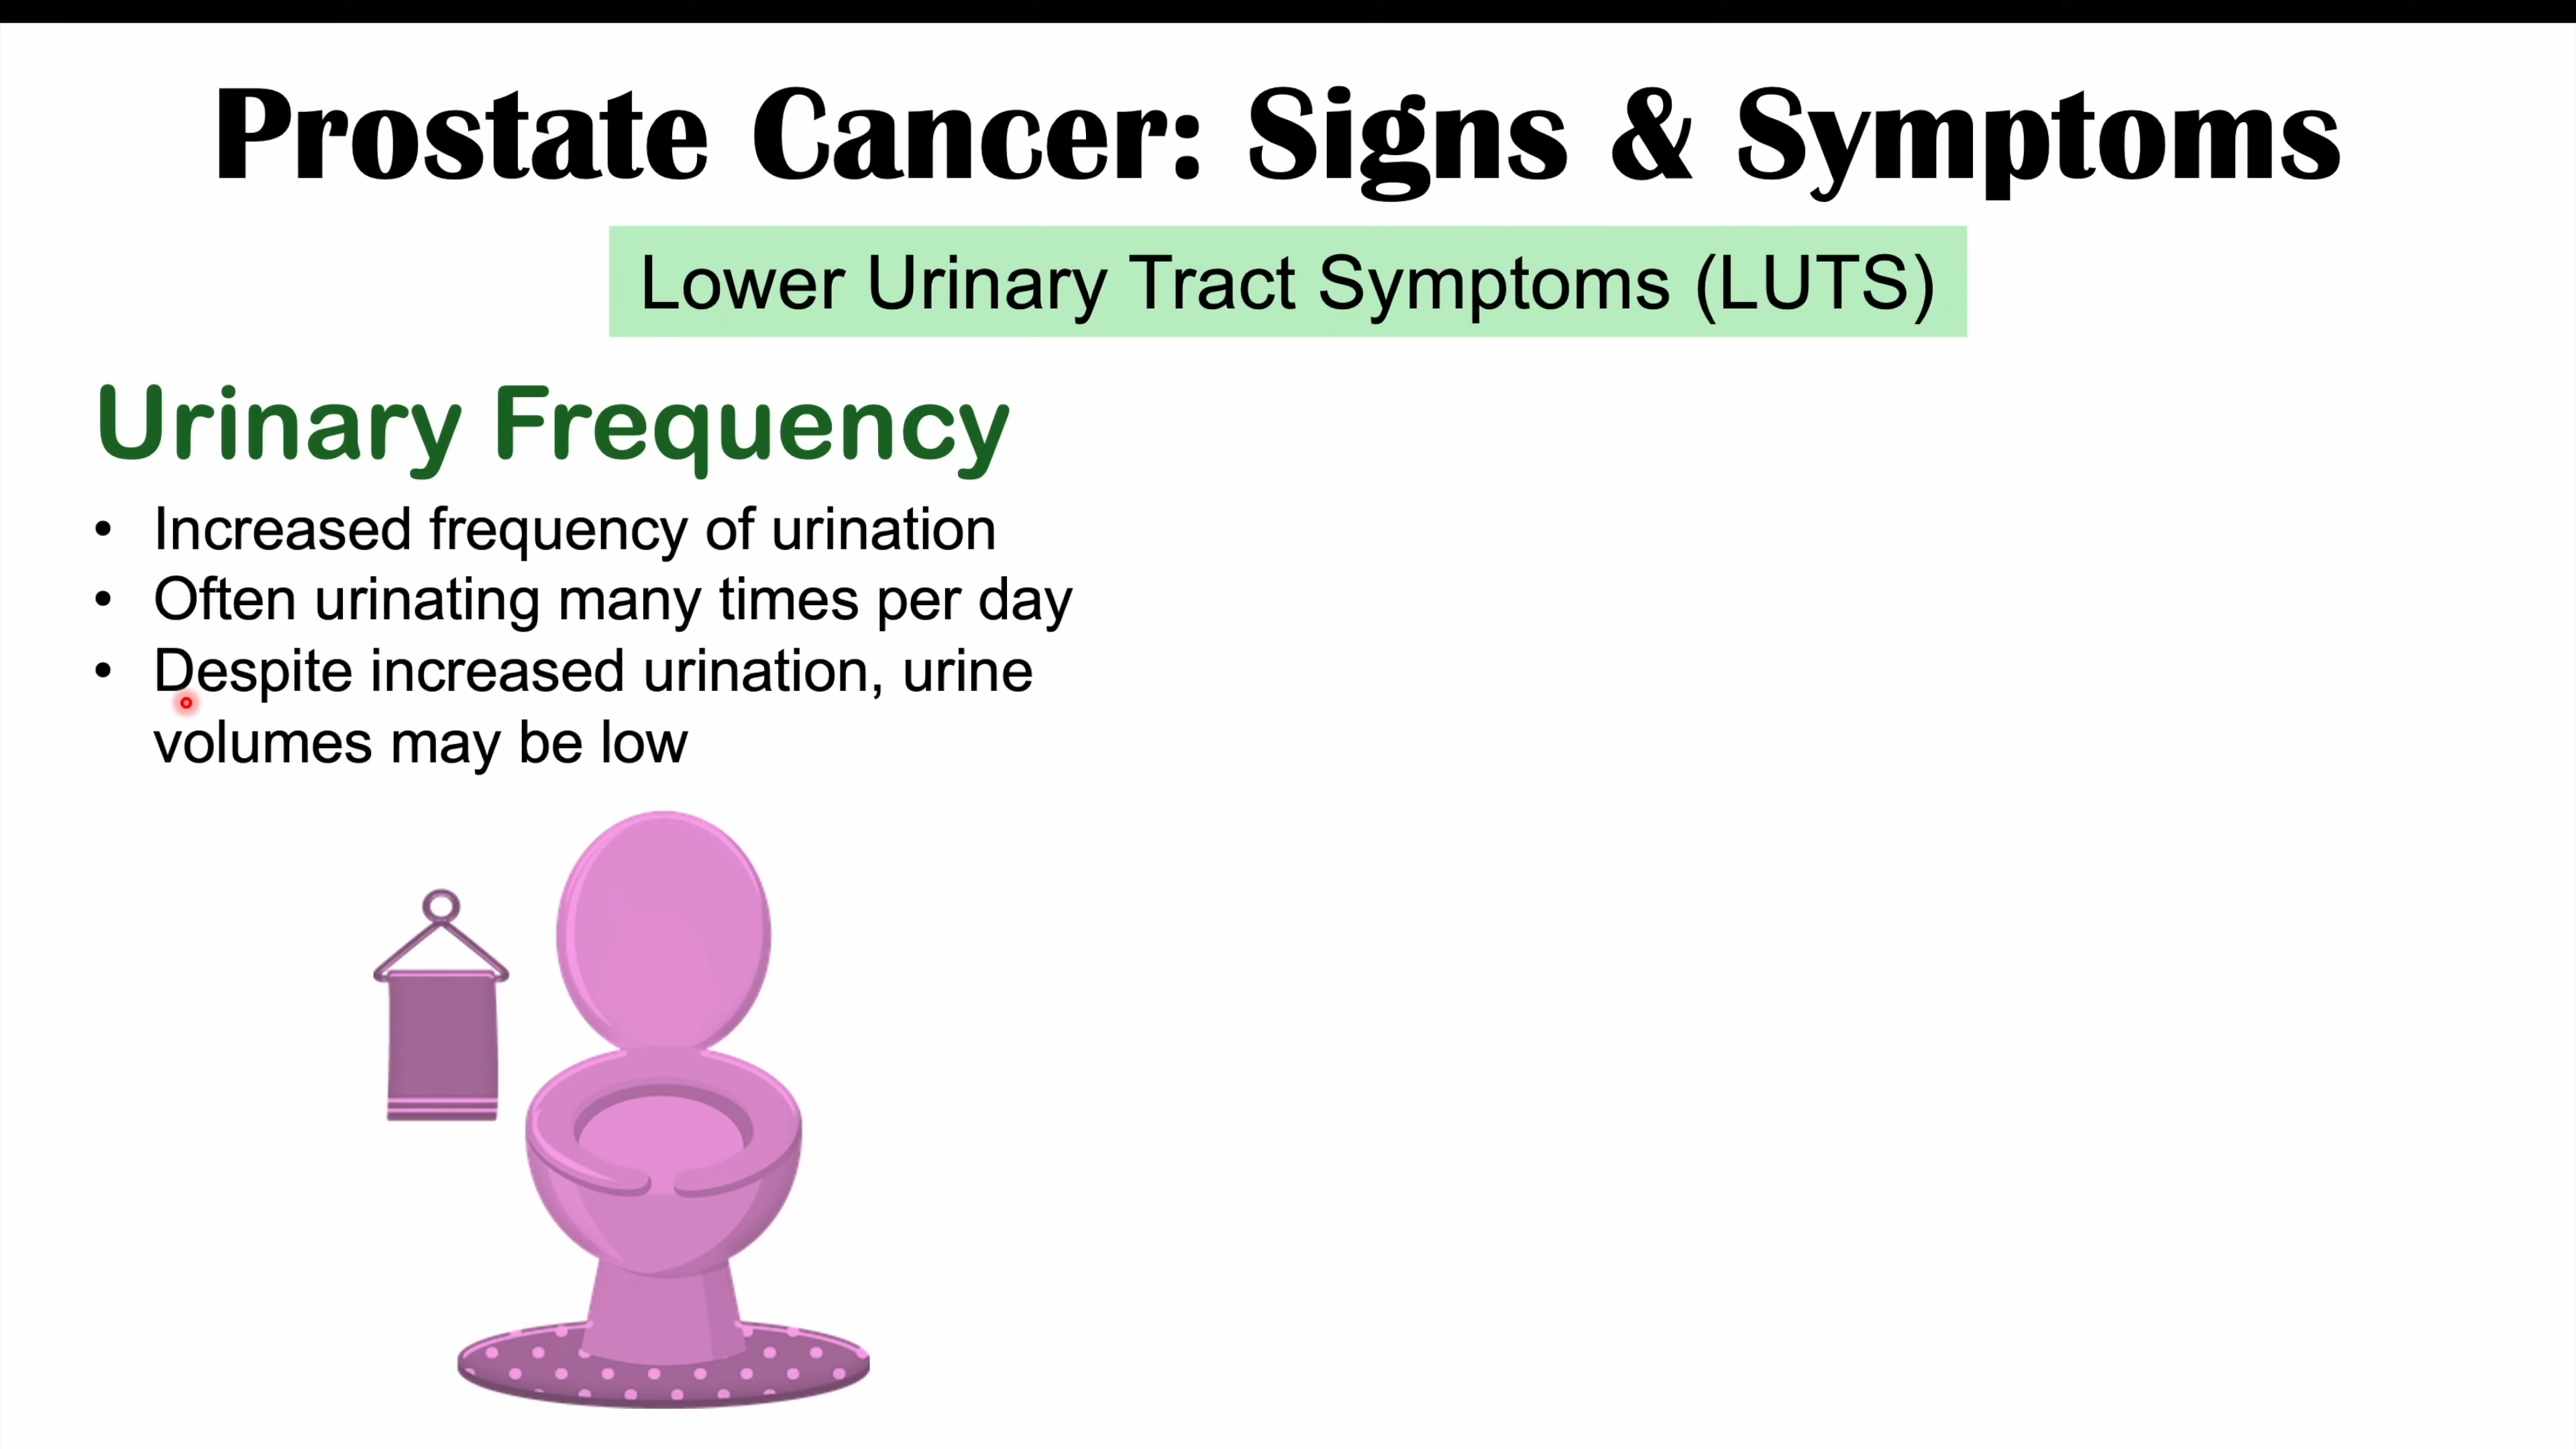 Prostate Cancer: Signs & Symptoms
Lower Urinary Tract Symptoms (LUTS)
Urinary Frequency
• Increased frequency of urination
• Often urinating many times per day
• Despite increased urination, urine
volumes may be low